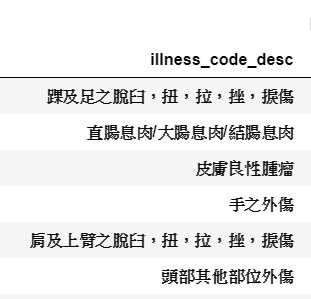 illness_code_desc
踝及足之脫臼，扭，拉，挫，捩傷
直腸息肉/大腸息肉/結腸息肉
皮膚良性腫瘤
手之外傷
肩及上臂之脫臼，扭，拉，挫，捩傷
頭部其他部位外傷